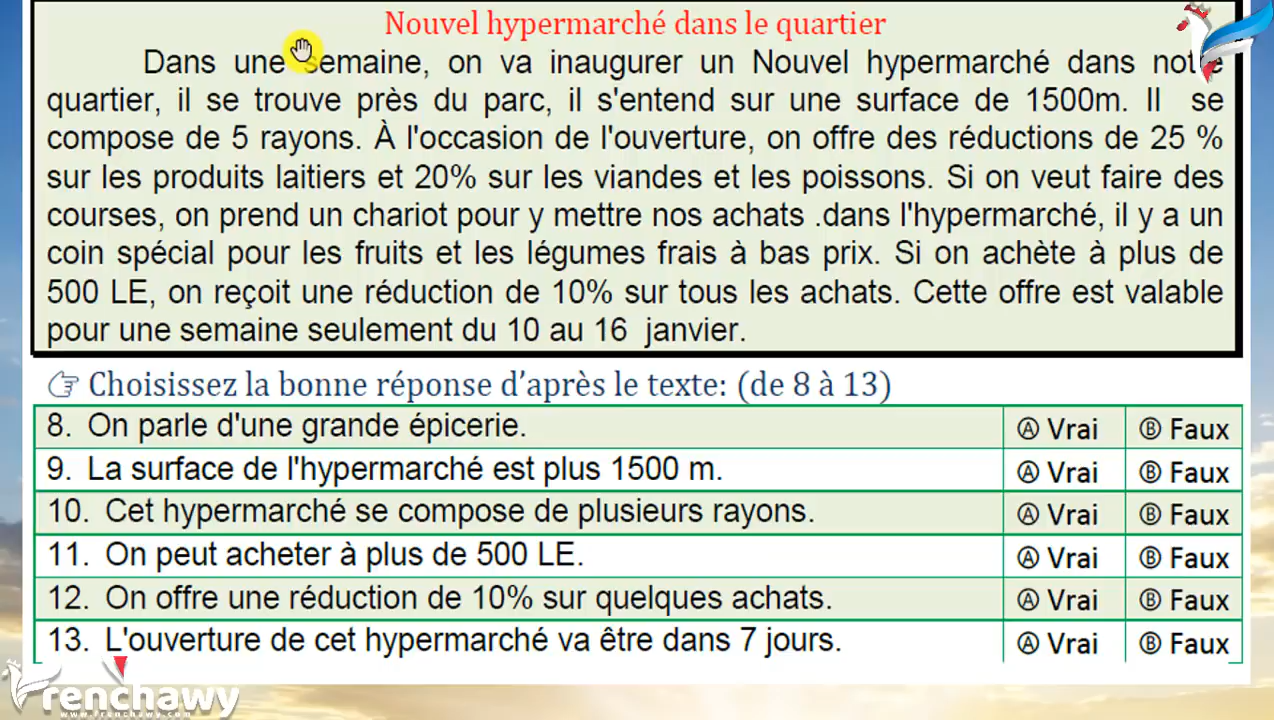 Nouvel hypermarché dans le quartier
Dans une semaine, on va inaugurer un Nouvel hypermarché dans notre
quartier, il se trouve près du parc, il s'entend sur une surface de 1500m. Il se
compose de 5 rayons. À l'occasion de l'ouverture, on offre des réductions de 25 %
sur les produits laitiers et 20% sur les viandes et les poissons. Si on veut faire des
courses, on prend un chariot pour y mettre nos achats .dans l'hypermarché, il y a un
coin spécial pour les fruits et les légumes frais à bas prix. Si on achète à plus de
500 LE, on reçoit une réduction de 10% sur tous les achats. Cette offre est valable
pour une semaine seulement du 10 au 16 janvier.
☞ Choisissez la bonne réponse d'après le texte: (de 8 à 13)
8. On parle d'une grande épicerie. Ⓐ Vrai Ⓑ Faux
9. La surface de l'hypermarché est plus 1500 m. Ⓐ Vrai Ⓑ Faux
10. Cet hypermarché se compose de plusieurs rayons. Ⓐ Vrai Ⓑ Faux
11. On peut acheter à plus de 500 LE. Ⓐ Vrai Ⓑ Faux
12. On offre une réduction de 10% sur quelques achats. Ⓐ Vrai Ⓑ Faux
13. L'ouverture de cet hypermarché va être dans 7 jours. Ⓐ Vrai Ⓑ Faux
Frenchawy
www.frenchawy.com